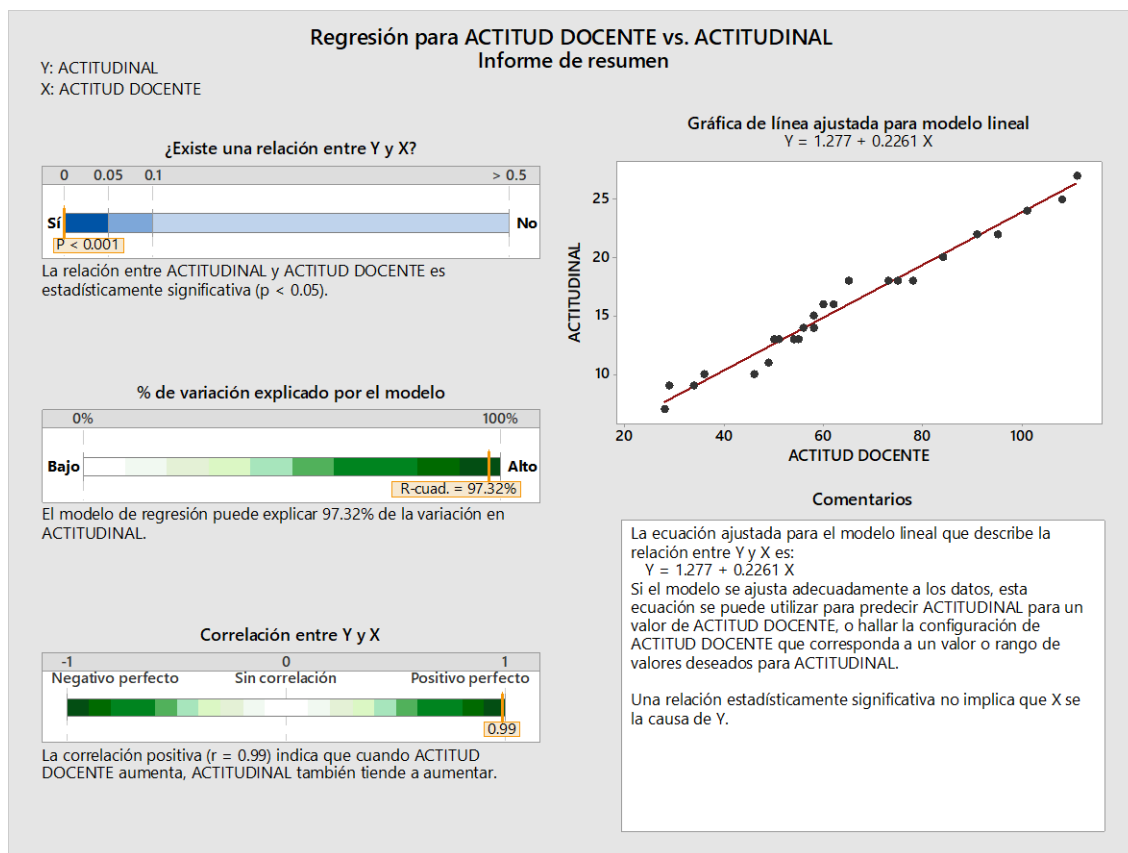 Regresión para ACTITUD DOCENTE vs. ACTITUDINAL
Informe de resumen
Y: ACTITUDINAL
X: ACTITUD DOCENTE
¿Existe una relación entre Y y X?
0 0.05 0.1 > 0.5
Sí No
P < 0.001
La relación entre ACTITUDINAL y ACTITUD DOCENTE es
estadísticamente significativa (p < 0.05).
% de variación explicado por el modelo
0% 100%
Bajo Alto
R-cuad. = 97.32%
El modelo de regresión puede explicar 97.32% de la variación en
ACTITUDINAL.
Correlación entre Y y X
-1 0 1
Negativo perfecto Sin correlación Positivo perfecto
0.99
La correlación positiva (r = 0.99) indica que cuando ACTITUD
DOCENTE aumenta, ACTITUDINAL también tiende a aumentar.
Gráfica de línea ajustada para modelo lineal
Y = 1.277 + 0.2261 X
25
20
15
10
ACTITUDINAL
20 40 60 80 100
ACTITUD DOCENTE
Comentarios
La ecuación ajustada para el modelo lineal que describe la
relación entre Y y X es:
Y = 1.277 + 0.2261 X
Si el modelo se ajusta adecuadamente a los datos, esta
ecuación se puede utilizar para predecir ACTITUDINAL para un
valor de ACTITUD DOCENTE, o hallar la configuración de
ACTITUD DOCENTE que corresponda a un valor o rango de
valores deseados para ACTITUDINAL.
Una relación estadísticamente significativa no implica que X se
la causa de Y.